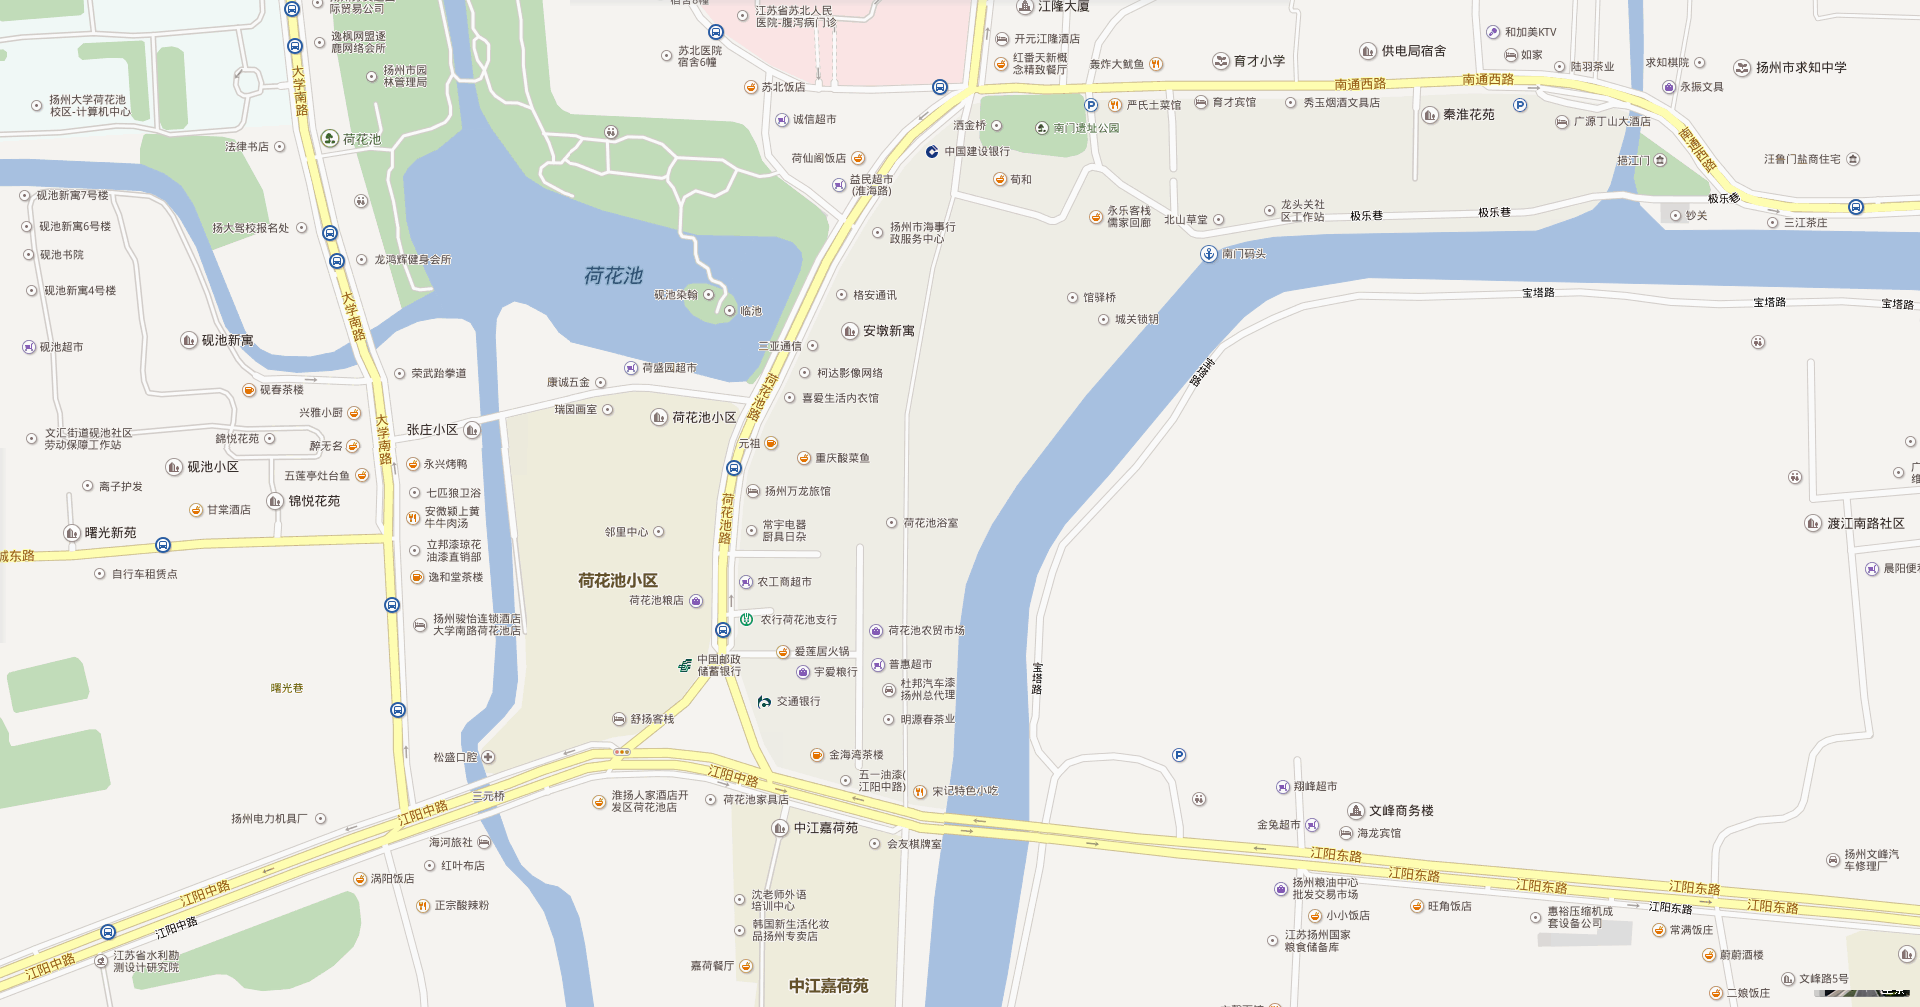 际贸易公司
逸枫网盟逐
鹿网络会所
扬州市园
林管理局
大学南路
扬州大学荷花池
校区-计算机中心
荷花池
法律书店
江苏省苏北人民
医院-腹泻病门诊
苏北医院
宿舍6幢
苏北饭店
诚信超市
荷仙阁饭店
益民超市
(淮海路)
江隆大厦
开元江隆酒店
红番天新概
念精致餐厅
轰炸大鱿鱼
育才小学
供电局宿舍
和加美KTV
如家
陆羽茶业
求知棋院
扬州市求知中学
永振文具
南通西路
南通西路
南通西路
严氏土菜馆
育才宾馆
秀玉烟酒文具店
秦淮花苑
广源丁山大酒店
洒金桥
南门遗址公园
中国建设银行
荀和
挹江门
汪鲁门盐商住宅
极乐巷
极乐巷
极乐巷
钞关
三江茶庄
永乐客栈
儒家回廊
北山草堂
龙头关社
区工作站
南门码头
扬州市海事行
政服务中心
砚池新寓7号楼
砚池新寓6号楼
砚池书院
砚池新寓4号楼
砚池超市
砚池新寓
扬大驾校报名处
龙鸿辉健身会所
大学南路
荷花池
砚池染翰
临池
格安通讯
安墩新寓
三亚通信
馆驿桥
城关锁钥
宝塔路
宝塔路
宝塔路
宝塔路
荣武跆拳道
砚春茶楼
兴雅小厨
康诚五金
荷盛园超市
柯达影像网络
喜爱生活内衣馆
瑞园画室
荷花池小区
荷花池路
张庄小区
大学南路
文汇街道砚池社区
劳动保障工作站
錦悦花苑
醉无名
砚池小区
五莲亭灶台鱼
永兴烤鸭
元祖
重庆酸菜鱼
离子护发
甘棠酒店
锦悦花苑
七匹狼卫浴
安微颍上黄
牛牛肉汤
扬州万龙旅馆
荷花池路
曙光新苑
立邦漆琼花
油漆直销部
邻里中心
常宇电器
厨具日杂
荷花池浴室
渡江南路社区
城东路
自行车租赁点
逸和堂茶楼
荷花池小区
农工商超市
晨阳便利
荷花池粮店
扬州骏怡连锁酒店
大学南路荷花池店
农行荷花池支行
荷花池农贸市场
爱莲居火锅
中国邮政
储蓄银行
宇爱粮行
普惠超市
宝塔路
曙光巷
杜邦汽车漆
扬州总代理
交通银行
舒扬客栈
明源春茶业
松盛口腔
金海湾茶楼
江阳中路
五一油漆(
江阳中路)
宋记特色小吃
三元桥
淮扬人家酒店开
发区荷花池店
荷花池家具店
翔峰超市
江阳中路
扬州电力机具厂
中江嘉荷苑
文峰商务楼
金兔超市
海龙宾馆
海河旅社
会友棋牌室
江阳东路
江阳东路
江阳东路
江阳东路
江阳东路
江阳东路
红叶布店
扬州文峰汽
车修理厂
涡阳饭店
扬州粮油中心
批发交易市场
江阳中路
正宗酸辣粉
沈老师外语
培训中心
小小饭店
旺角饭店
惠裕压缩机成
套设备公司
江阳中路
韩国新生活化妆
品扬州专卖店
江苏扬州国家
粮食储备库
常满饭庄
江阳中路
江苏省水利勘
测设计研究院
嘉荷餐厅
蔚蔚酒楼
中江嘉荷苑
文峰路5号
二娘饭庄